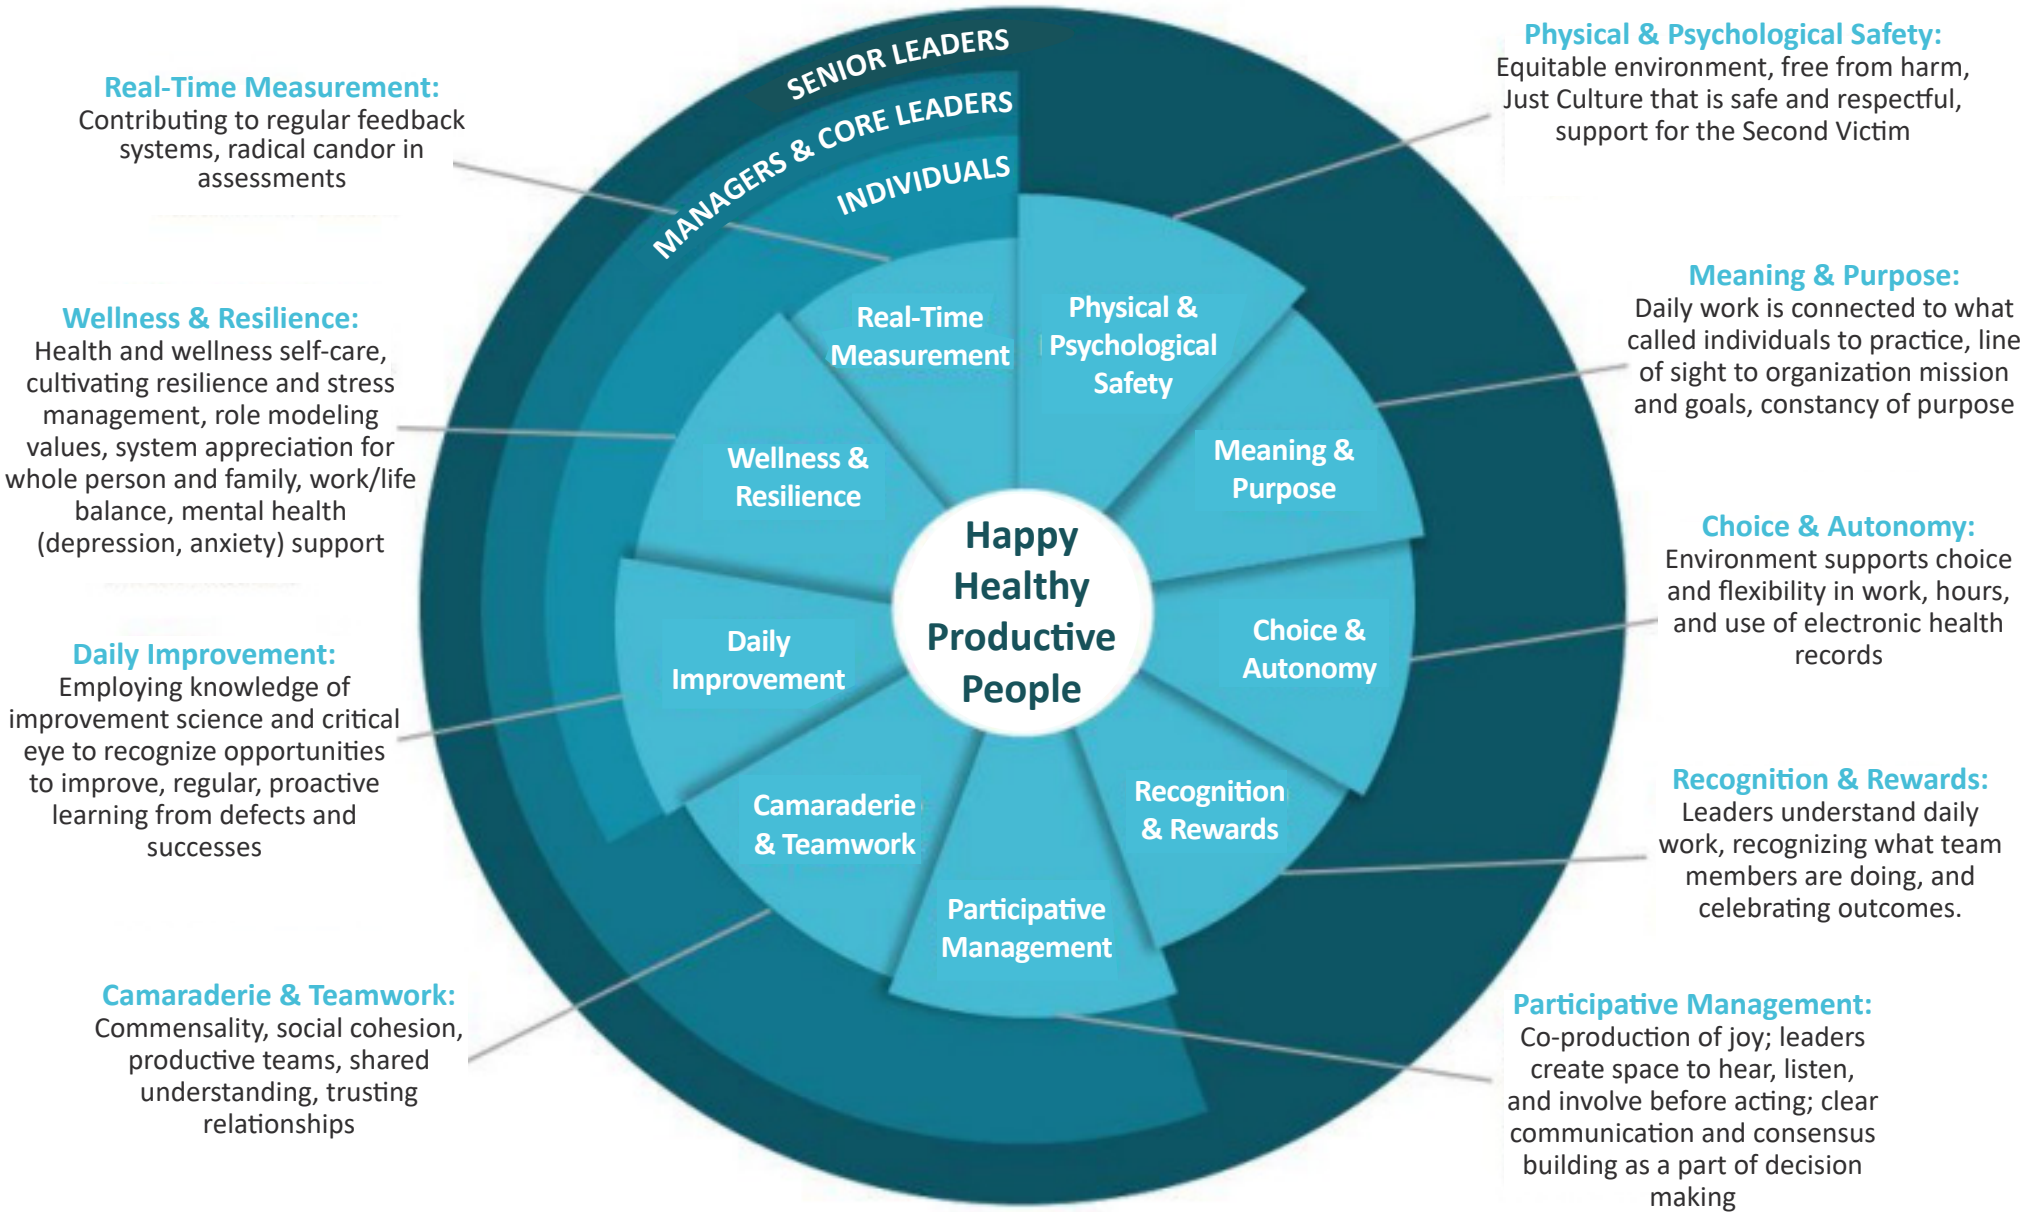 SENIOR LEADERS
MANAGERS & CORE LEADERS
INDIVIDUALS
Real-Time
Measurement
Physical &
Psychological
Safety
Meaning &
Purpose
Choice &
Autonomy
Recognition
& Rewards
Participative
Management
Camaraderie
& Teamwork
Daily
Improvement
Wellness &
Resilience
Happy
Healthy
Productive
People
Real-Time Measurement:
Contributing to regular feedback
systems, radical candor in
assessments
Wellness & Resilience:
Health and wellness self-care,
cultivating resilience and stress
management, role modeling
values, system appreciation for
whole person and family, work/life
balance, mental health
(depression, anxiety) support
Daily Improvement:
Employing knowledge of
improvement science and critical
eye to recognize opportunities
to improve, regular, proactive
learning from defects and
successes
Camaraderie & Teamwork:
Commensality, social cohesion,
productive teams, shared
understanding, trusting
relationships
Physical & Psychological Safety:
Equitable environment, free from harm,
Just Culture that is safe and respectful,
support for the Second Victim
Meaning & Purpose:
Daily work is connected to what
called individuals to practice, line
of sight to organization mission
and goals, constancy of purpose
Choice & Autonomy:
Environment supports choice
and flexibility in work, hours,
and use of electronic health
records
Recognition & Rewards:
Leaders understand daily
work, recognizing what team
members are doing, and
celebrating outcomes.
Participative Management:
Co-production of joy; leaders
create space to hear, listen,
and involve before acting; clear
communication and consensus
building as a part of decision
making